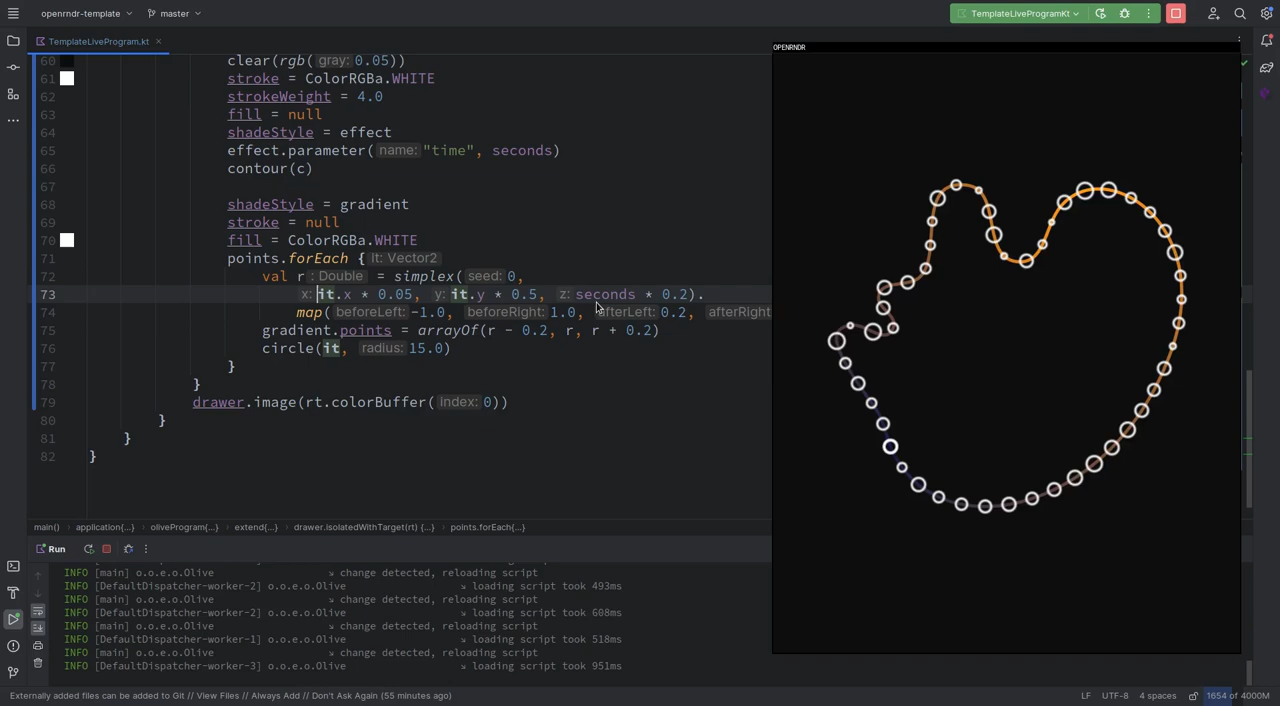 openrndr-template
master
TemplateLiveProgramKt
TemplateLiveProgram.kt
OPENRNDR
60 clear(rgb( gray: 0.05))
61 stroke = ColorRGBa.WHITE
62 strokeWeight = 4.0
63 fill = null
64 shadeStyle = effect
65 effect.parameter( name: "time", seconds)
66 contour(c)
67
68 shadeStyle = gradient
69 stroke = null
70 fill = ColorRGBa.WHITE
71 points.forEach { it: Vector2
72 val r : Double = simplex( seed: 0,
73 x: it.x * 0.05, y: it.y * 0.5, z: seconds * 0.2).
74 map( beforeLeft: -1.0, beforeRight: 1.0, afterLeft: 0.2, afterRight
75 gradient.points = arrayOf(r - 0.2, r, r + 0.2)
76 circle(it, radius: 15.0)
77 }
78 }
79 drawer.image(rt.colorBuffer( index: 0))
80 }
81 }
82 }
main() application{...} oliveProgram{...} extend{...} drawer.isolatedWithTarget(rt) {...} points.forEach{...}
Run
INFO [main] o.o.e.o.Olive ↘ change detected, reloading script
INFO [DefaultDispatcher-worker-2] o.o.e.o.Olive ↘ loading script took 493ms
INFO [main] o.o.e.o.Olive ↘ change detected, reloading script
INFO [DefaultDispatcher-worker-2] o.o.e.o.Olive ↘ loading script took 608ms
INFO [main] o.o.e.o.Olive ↘ change detected, reloading script
INFO [DefaultDispatcher-worker-1] o.o.e.o.Olive ↘ loading script took 518ms
INFO [main] o.o.e.o.Olive ↘ change detected, reloading script
INFO [DefaultDispatcher-worker-3] o.o.e.o.Olive ↘ loading script took 951ms
Externally added files can be added to Git // View Files // Always Add // Don't Ask Again (55 minutes ago)
LF UTF-8 4 spaces 1654 of 4000M